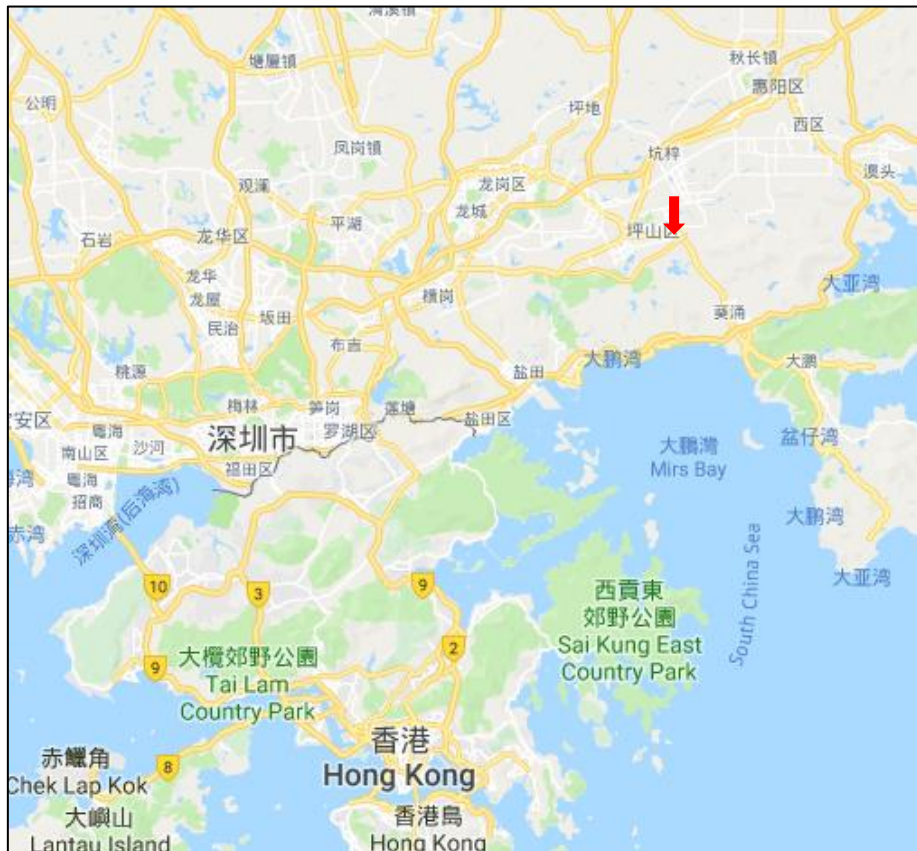 清溪镇
塘厦镇
秋长镇
惠阳区
公明
坪地
西区
凤岗镇
坑梓
观澜
龙岗区
澳头
龙城
平湖
石岩
龙华区
坪山区
龙华
大亚湾
龙屋
横岗
民治
坂田
葵涌
布吉
桃源
盐田
大鹏湾
大鹏
梅林
笋岗
莲塘
盐田区
粤海
深圳市
罗湖区
南山区
沙河
福田区
大鵬灣
Mirs Bay
盆仔湾
粤海
招商
深圳湾(后海湾)
赤湾
大鹏湾
South China Sea
大亚湾
10
3
9
西貢東
郊野公園
Sai Kung East
Country Park
2
9
大欖郊野公園
Tai Lam
Country Park
香港
Hong Kong
赤鱲角
Chek Lap Kok
8
大嶼山
Lantau Island
香港島
Hong Kong